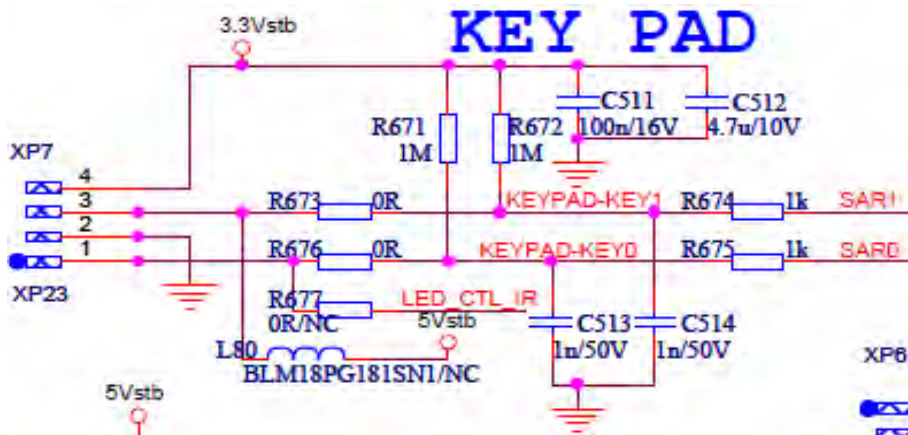 KEY PAD
3.3Vstb
C511
100n/16V
C512
4.7u/10V
R671
1M
R672
1M
XP7
4
3
2
1
XP23
R673
0R
KEYPAD-KEY1
R674
1k
SAR1
R676
0R
KEYPAD-KEY0
R675
1k
SAR0
R677
0R/NC
LED_CTL_IR
5Vstb
C513
1n/50V
C514
1n/50V
L80
BLM18PG181SN1/NC
XP6
5Vstb